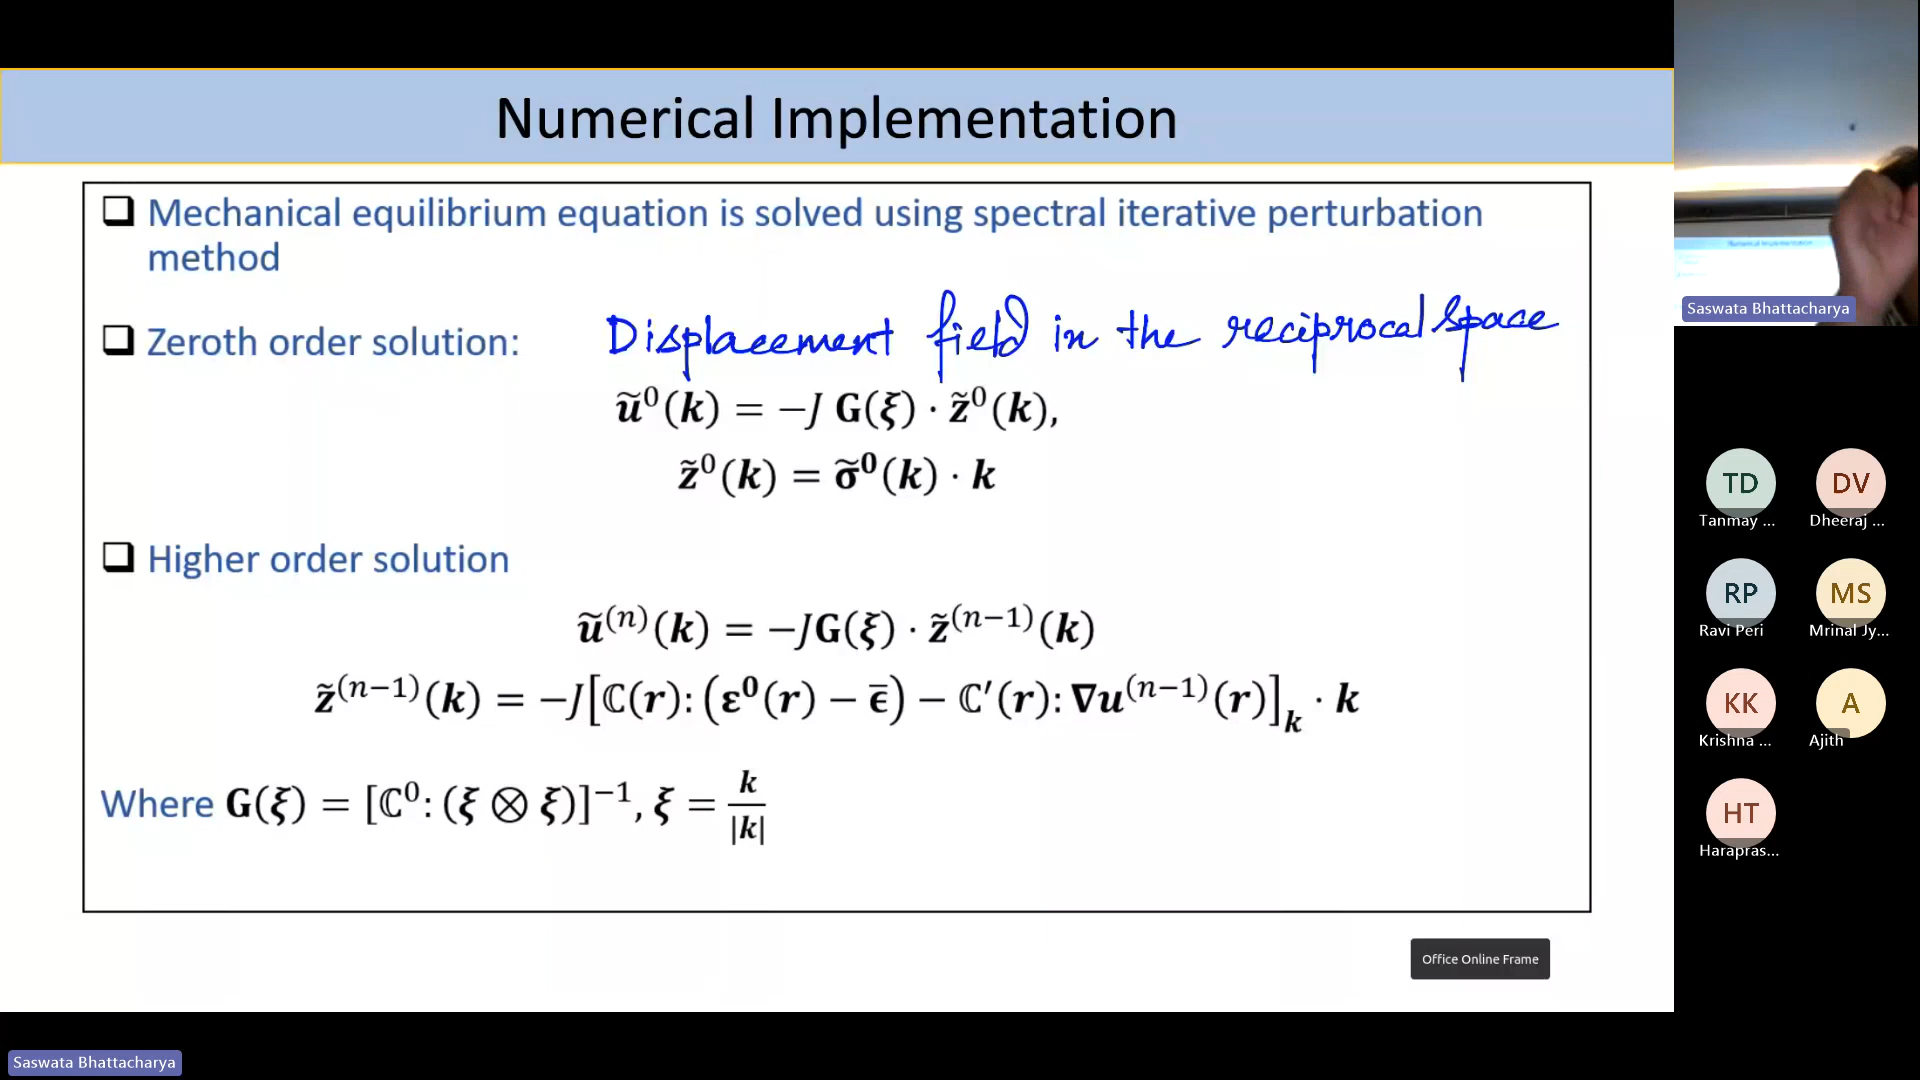 Numerical Implementation
❑ Mechanical equilibrium equation is solved using spectral iterative perturbation
method
❑ Zeroth order solution: Displacement field in the reciprocal space
ũ⁰(k) = −J G(ξ) · z̃⁰(k),
z̃⁰(k) = σ̃⁰(k) · k
❑ Higher order solution
ũ⁽ⁿ⁾(k) = −JG(ξ) · z̃⁽ⁿ⁻¹⁾(k)
z̃⁽ⁿ⁻¹⁾(k) = −J[ℂ(r): (ε⁰(r) − ϵ̄) − ℂ′(r): ∇u⁽ⁿ⁻¹⁾(r)]ₖ · k
Where G(ξ) = [ℂ⁰: (ξ ⊗ ξ)]⁻¹, ξ = k/|k|
Office Online Frame
Saswata Bhattacharya
Saswata Bhattacharya
TD DV
Tanmay ... Dheeraj ...
RP MS
Ravi Peri Mrinal Jy...
KK A
Krishna ... Ajith
HT
Harapras...